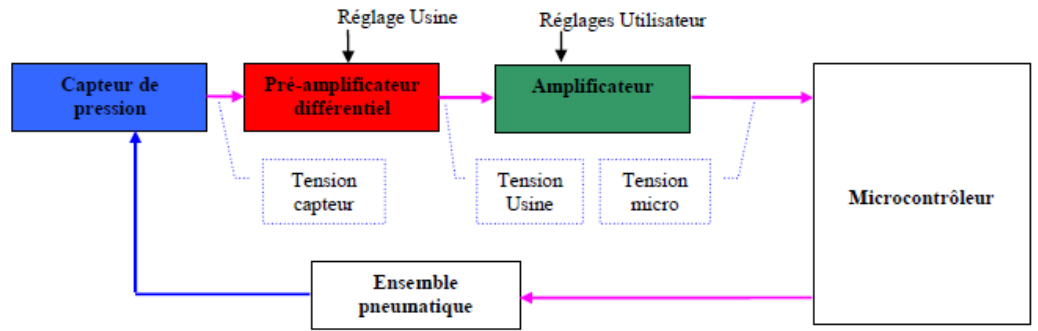 Réglage Usine
Réglages Utilisateur
Capteur de
pression
Pré-amplificateur
différentiel
Amplificateur
Tension
capteur
Tension
Usine
Tension
micro
Microcontrôleur
Ensemble
pneumatique